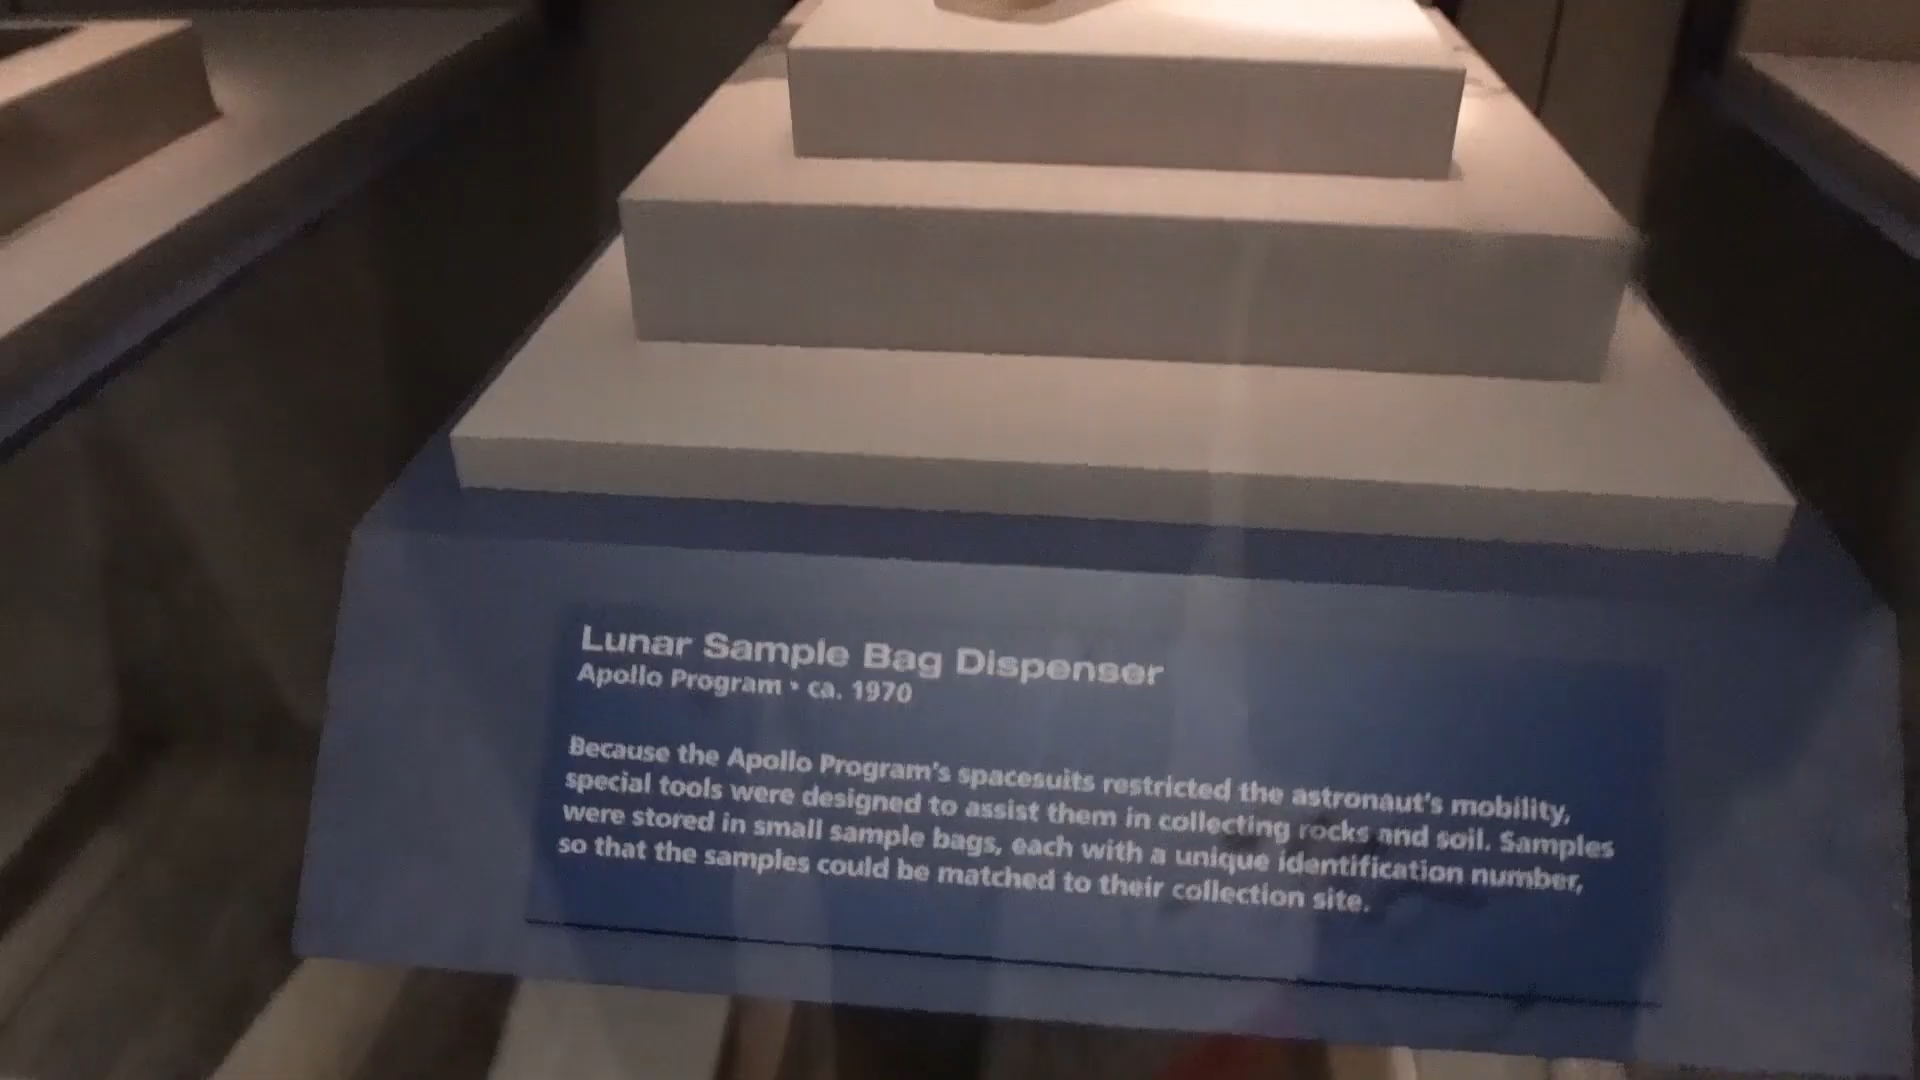 Lunar Sample Bag Dispenser
Apollo Program • ca. 1970
Because the Apollo Program's spacesuits restricted the astronaut's mobility,
special tools were designed to assist them in collecting rocks and soil. Samples
were stored in small sample bags, each with a unique identification number,
so that the samples could be matched to their collection site.